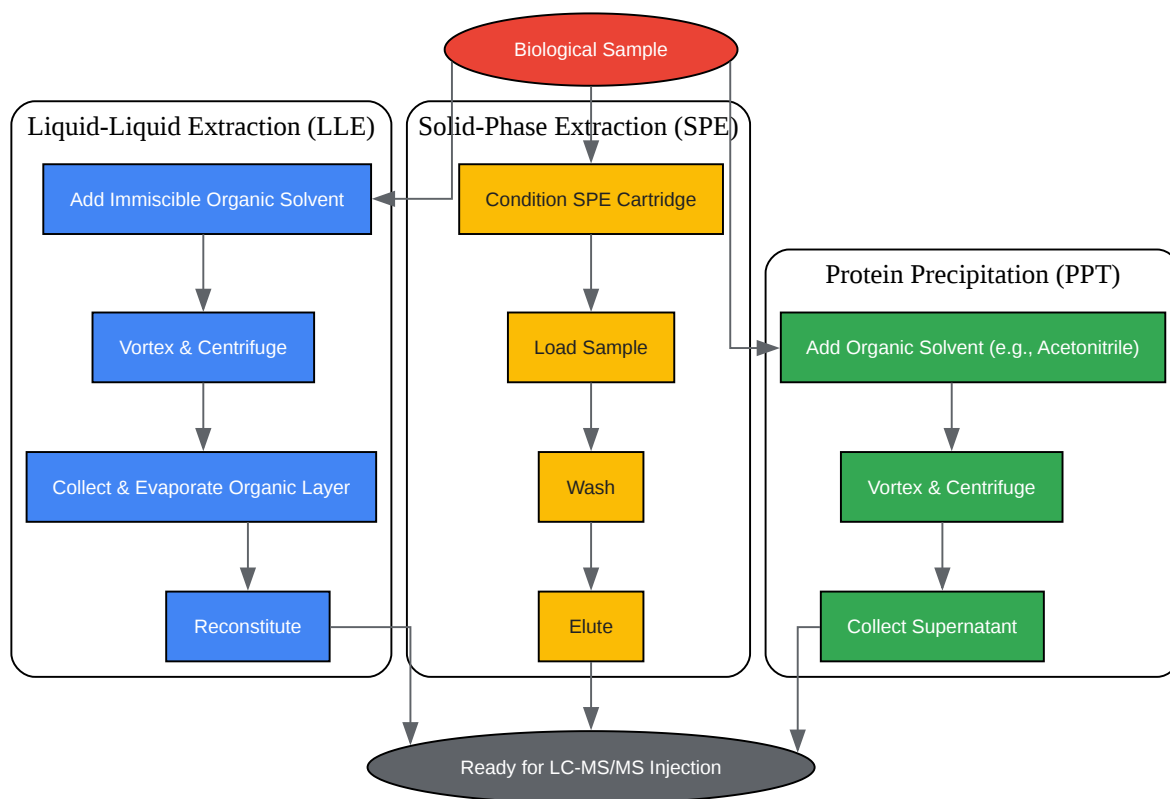 Biological Sample
Liquid-Liquid Extraction (LLE)
Add Immiscible Organic Solvent
Vortex & Centrifuge
Collect & Evaporate Organic Layer
Reconstitute
Solid-Phase Extraction (SPE)
Condition SPE Cartridge
Load Sample
Wash
Elute
Protein Precipitation (PPT)
Add Organic Solvent (e.g., Acetonitrile)
Vortex & Centrifuge
Collect Supernatant
Ready for LC-MS/MS Injection